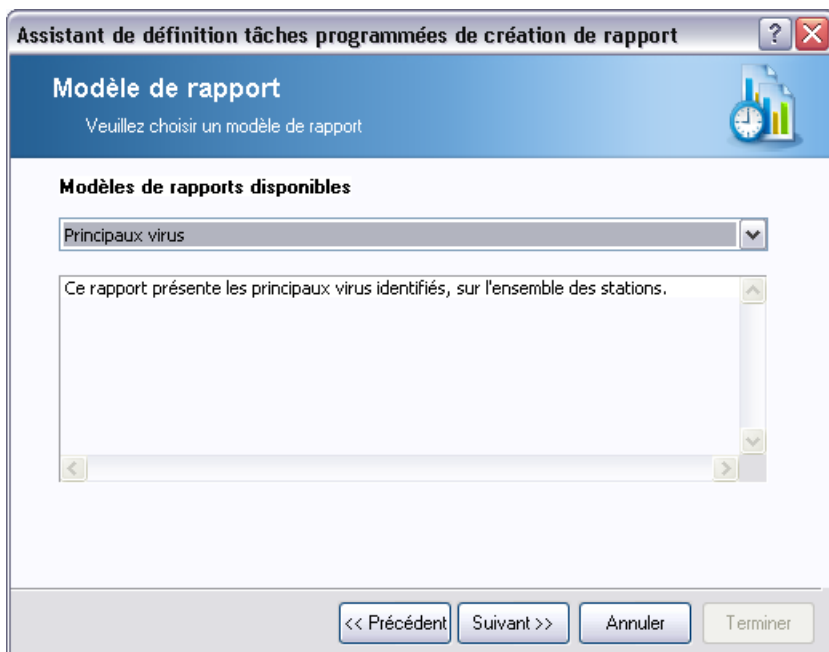 Assistant de définition tâches programmées de création de rapport
Modèle de rapport
Veuillez choisir un modèle de rapport
Modèles de rapports disponibles
Principaux virus
Ce rapport présente les principaux virus identifiés, sur l'ensemble des stations.
<< Précédent Suivant >> Annuler Terminer